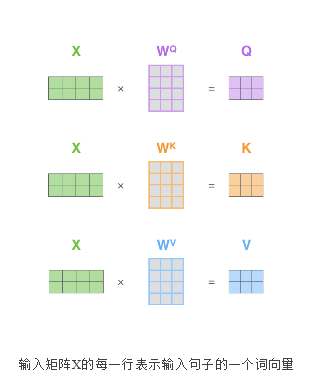 X W^Q Q
× =
X W^K K
× =
X W^V V
× =
输入矩阵X的每一行表示输入句子的一个词向量